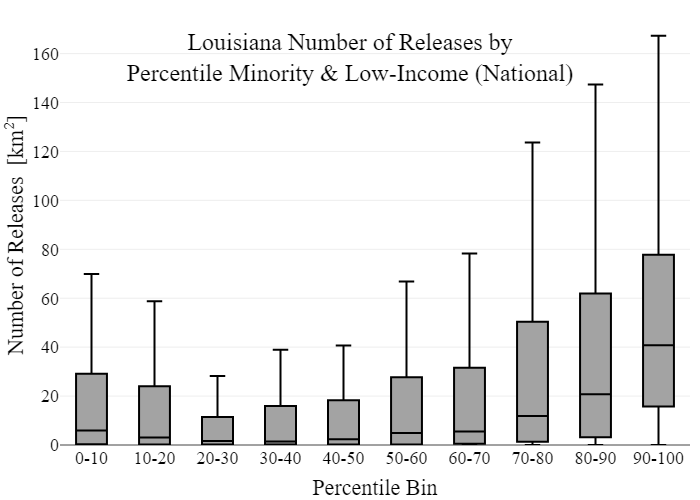 Louisiana Number of Releases by
Percentile Minority & Low-Income (National)
Number of Releases [km²]
160
140
120
100
80
60
40
20
0
0-10 10-20 20-30 30-40 40-50 50-60 60-70 70-80 80-90 90-100
Percentile Bin